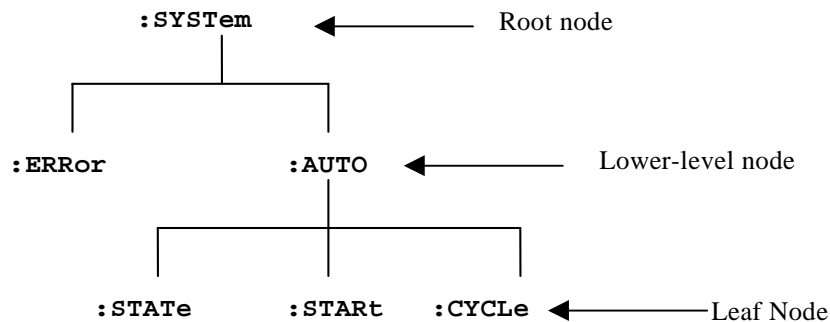 :SYSTem Root node
:ERRor :AUTO Lower-level node
:STATe :STARt :CYCLe Leaf Node